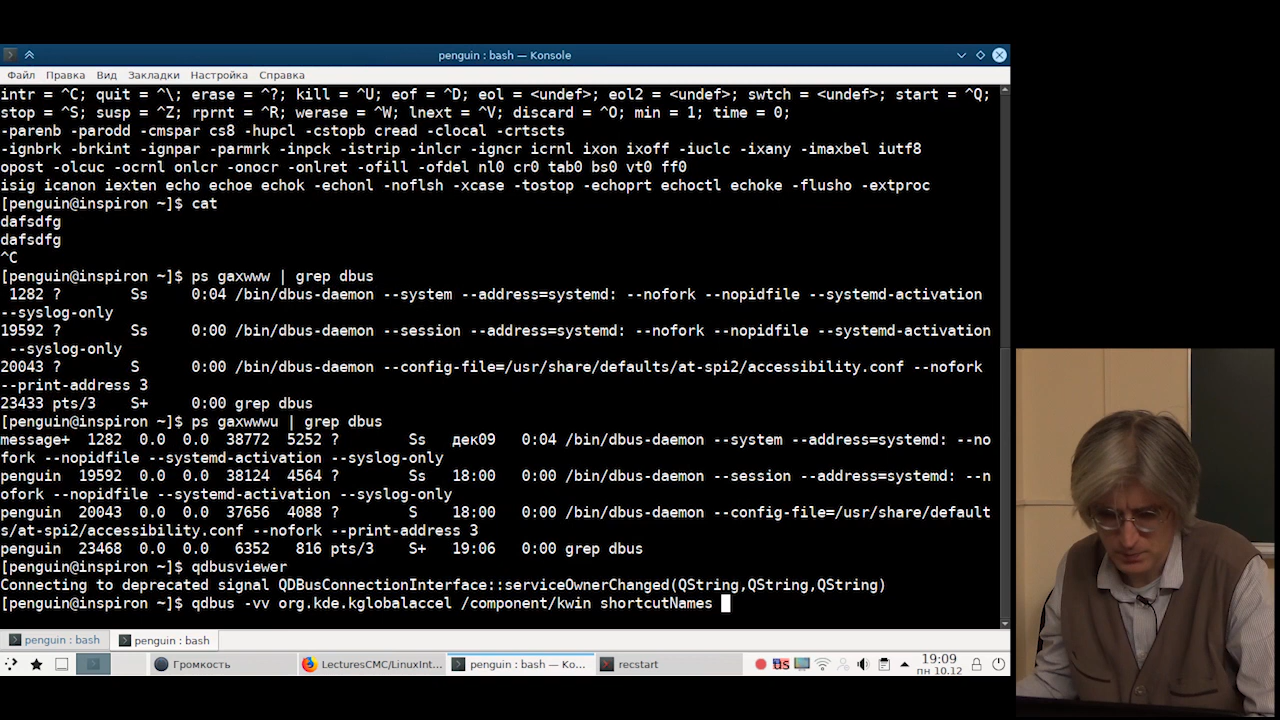 penguin : bash — Konsole
Файл Правка Вид Закладки Настройка Справка
intr = ^C; quit = ^\; erase = ^?; kill = ^U; eof = ^D; eol = <undef>; eol2 = <undef>; swtch = <undef>; start = ^Q;
stop = ^S; susp = ^Z; rprnt = ^R; werase = ^W; lnext = ^V; discard = ^O; min = 1; time = 0;
-parenb -parodd -cmspar cs8 -hupcl -cstopb cread -clocal -crtscts
-ignbrk -brkint -ignpar -parmrk -inpck -istrip -inlcr -igncr icrnl ixon ixoff -iuclc -ixany -imaxbel iutf8
opost -olcuc -ocrnl onlcr -onocr -onlret -ofill -ofdel nl0 cr0 tab0 bs0 vt0 ff0
isig icanon iexten echo echoe echok -echonl -noflsh -xcase -tostop -echoprt echoctl echoke -flusho -extproc
[penguin@inspiron ~]$ cat
dafsdfg
dafsdfg
^C
[penguin@inspiron ~]$ ps gaxwww | grep dbus
1282 ? Ss 0:04 /bin/dbus-daemon --system --address=systemd: --nofork --nopidfile --systemd-activation
--syslog-only
19592 ? Ss 0:00 /bin/dbus-daemon --session --address=systemd: --nofork --nopidfile --systemd-activation
--syslog-only
20043 ? S 0:00 /bin/dbus-daemon --config-file=/usr/share/defaults/at-spi2/accessibility.conf --nofork
--print-address 3
23433 pts/3 S+ 0:00 grep dbus
[penguin@inspiron ~]$ ps gaxwwwu | grep dbus
message+ 1282 0.0 0.0 38772 5252 ? Ss дек09 0:04 /bin/dbus-daemon --system --address=systemd: --no
fork --nopidfile --systemd-activation --syslog-only
penguin 19592 0.0 0.0 38124 4564 ? Ss 18:00 0:00 /bin/dbus-daemon --session --address=systemd: --n
ofork --nopidfile --systemd-activation --syslog-only
penguin 20043 0.0 0.0 37656 4088 ? S 18:00 0:00 /bin/dbus-daemon --config-file=/usr/share/default
s/at-spi2/accessibility.conf --nofork --print-address 3
penguin 23468 0.0 0.0 6352 816 pts/3 S+ 19:06 0:00 grep dbus
[penguin@inspiron ~]$ qdbusviewer
Connecting to deprecated signal QDBusConnectionInterface::serviceOwnerChanged(QString,QString,QString)
[penguin@inspiron ~]$ qdbus -vv org.kde.kglobalaccel /component/kwin shortcutNames
penguin : bash penguin : bash
Громкость LecturesCMC/LinuxInt... penguin : bash — Ko... recstart us 19:09
пн 10.12